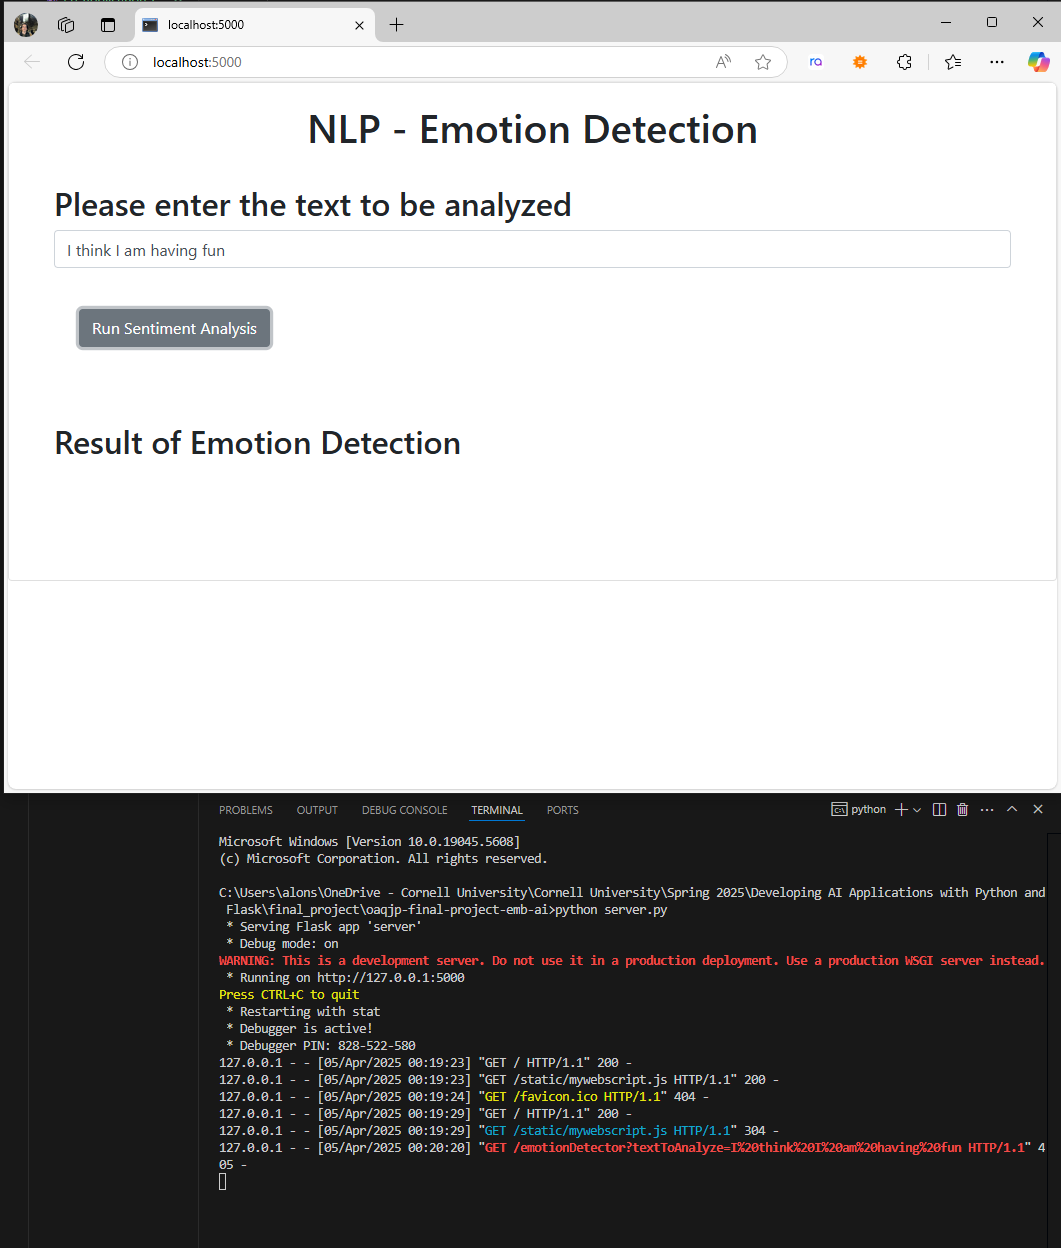 localhost:5000
localhost:5000
NLP - Emotion Detection
Please enter the text to be analyzed
I think I am having fun
Run Sentiment Analysis
Result of Emotion Detection
PROBLEMS OUTPUT DEBUG CONSOLE TERMINAL PORTS python
Microsoft Windows [Version 10.0.19045.5608]
(c) Microsoft Corporation. All rights reserved.
C:\Users\alons\OneDrive - Cornell University\Cornell University\Spring 2025\Developing AI Applications with Python and
Flask\final_project\oaqjp-final-project-emb-ai>python server.py
* Serving Flask app 'server'
* Debug mode: on
WARNING: This is a development server. Do not use it in a production deployment. Use a production WSGI server instead.
* Running on http://127.0.0.1:5000
Press CTRL+C to quit
* Restarting with stat
* Debugger is active!
* Debugger PIN: 828-522-580
127.0.0.1 - - [05/Apr/2025 00:19:23] "GET / HTTP/1.1" 200 -
127.0.0.1 - - [05/Apr/2025 00:19:23] "GET /static/mywebscript.js HTTP/1.1" 200 -
127.0.0.1 - - [05/Apr/2025 00:19:24] "GET /favicon.ico HTTP/1.1" 404 -
127.0.0.1 - - [05/Apr/2025 00:19:29] "GET / HTTP/1.1" 200 -
127.0.0.1 - - [05/Apr/2025 00:19:29] "GET /static/mywebscript.js HTTP/1.1" 304 -
127.0.0.1 - - [05/Apr/2025 00:20:20] "GET /emotionDetector?textToAnalyze=I%20think%20I%20am%20having%20fun HTTP/1.1" 4
05 -